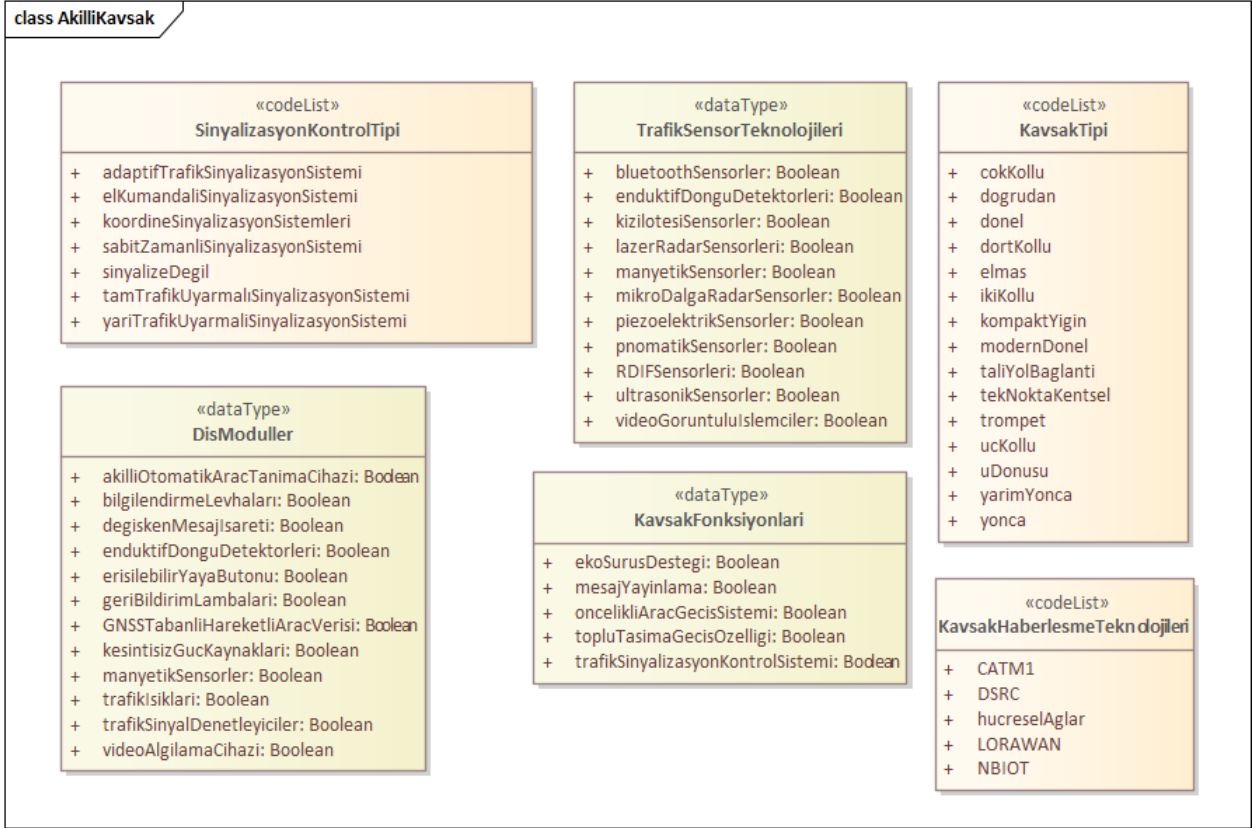 class AkilliKavsak
«codeList»
SinyalizasyonKontrolTipi
+ adaptifTrafikSinyalizasyonSistemi
+ elKumandaliSinyalizasyonSistemi
+ koordineSinyalizasyonSistemleri
+ sabitZamanliSinyalizasyonSistemi
+ sinyalizeDegil
+ tamTrafikUyarmalıSinyalizasyonSistemi
+ yariTrafikUyarmaliSinyalizasyonSistemi
«dataType»
DisModuller
+ akilliOtomatikAracTanimaCihazi: Boolean
+ bilgilendirmeLevhaları: Boolean
+ degiskenMesajIsareti: Boolean
+ enduktifDonguDetektorleri: Boolean
+ erisilebilirYayaButonu: Boolean
+ geriBildirimLambalari: Boolean
+ GNSSTabanliHareketliAracVerisi: Boolean
+ kesintisizGucKaynaklari: Boolean
+ manyetikSensorler: Boolean
+ trafikIsiklari: Boolean
+ trafikSinyalDenetleyiciler: Boolean
+ videoAlgilamaCihazi: Boolean
«dataType»
TrafikSensorTeknolojileri
+ bluetoothSensorler: Boolean
+ enduktifDonguDetektorleri: Boolean
+ kizilotesiSensorler: Boolean
+ lazerRadarSensorleri: Boolean
+ manyetikSensorler: Boolean
+ mikroDalgaRadarSensorler: Boolean
+ piezoelektrikSensorler: Boolean
+ pnomatikSensorler: Boolean
+ RDIFSensorleri: Boolean
+ ultrasonikSensorler: Boolean
+ videoGoruntuluIslemciler: Boolean
«dataType»
KavsakFonksiyonlari
+ ekoSurusDestegi: Boolean
+ mesajYayinlama: Boolean
+ oncelikliAracGecisSistemi: Boolean
+ topluTasimaGecisOzelligi: Boolean
+ trafikSinyalizasyonKontrolSistemi: Boolean
«codeList»
KavsakTipi
+ cokKollu
+ dogrudan
+ donel
+ dortKollu
+ elmas
+ ikiKollu
+ kompaktYigin
+ modernDonel
+ taliYolBaglanti
+ tekNoktaKentsel
+ trompet
+ ucKollu
+ uDonusu
+ yarimYonca
+ yonca
«codeList»
KavsakHaberlesmeTeknolojileri
+ CATM1
+ DSRC
+ hucreselAglar
+ LORAWAN
+ NBIOT